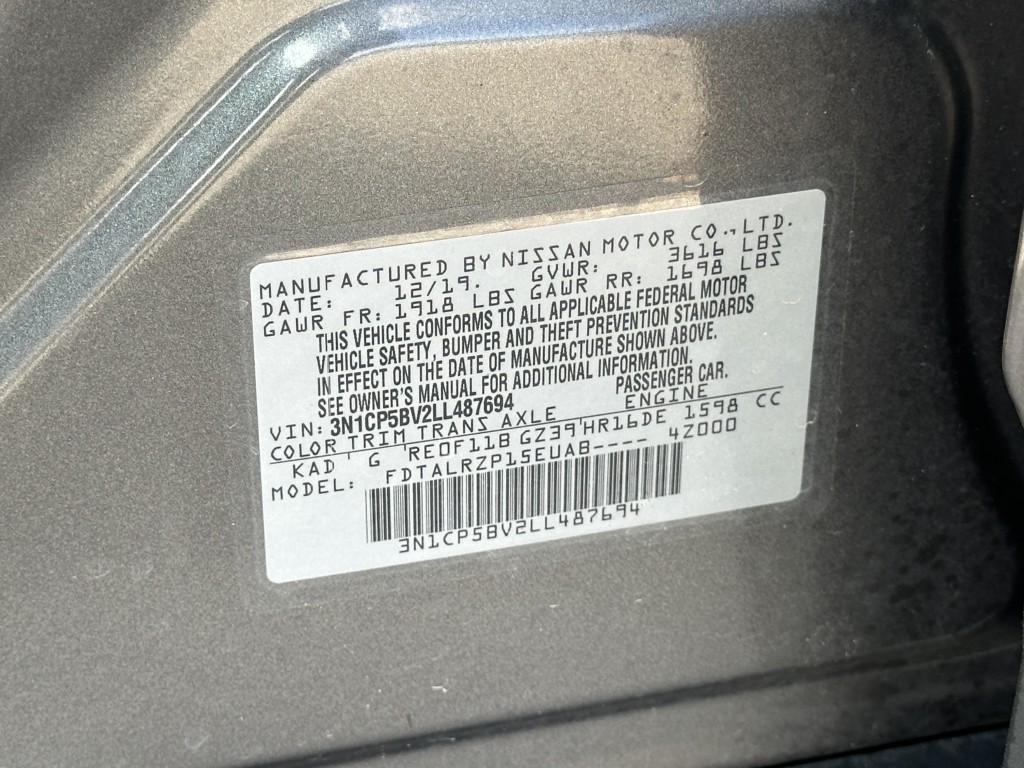 MANUFACTURED BY NISSAN MOTOR CO., LTD.
DATE: 12/19. GVWR: 3616 LBS
GAWR FR: 1918 LBS GAWR RR: 1698 LBS
THIS VEHICLE CONFORMS TO ALL APPLICABLE FEDERAL MOTOR
VEHICLE SAFETY, BUMPER AND THEFT PREVENTION STANDARDS
IN EFFECT ON THE DATE OF MANUFACTURE SHOWN ABOVE.
SEE OWNER'S MANUAL FOR ADDITIONAL INFORMATION.
VIN: 3N1CP5BV2LL487694 PASSENGER CAR.
COLOR TRIM TRANS AXLE ENGINE
KAD ' G 'RE0F11B GZ39'HR16DE 1598 CC
MODEL: FDTALRZP15EUAB---- 4Z000
3N1CP5BV2LL487694